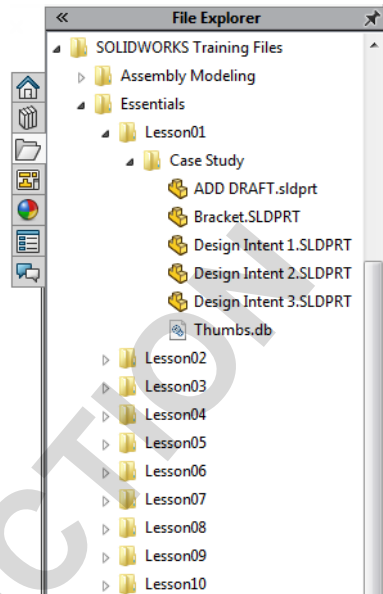 « File Explorer
SOLIDWORKS Training Files
Assembly Modeling
Essentials
Lesson01
Case Study
ADD DRAFT.sldprt
Bracket.SLDPRT
Design Intent 1.SLDPRT
Design Intent 2.SLDPRT
Design Intent 3.SLDPRT
Thumbs.db
Lesson02
Lesson03
Lesson04
Lesson05
Lesson06
Lesson07
Lesson08
Lesson09
Lesson10
CTION